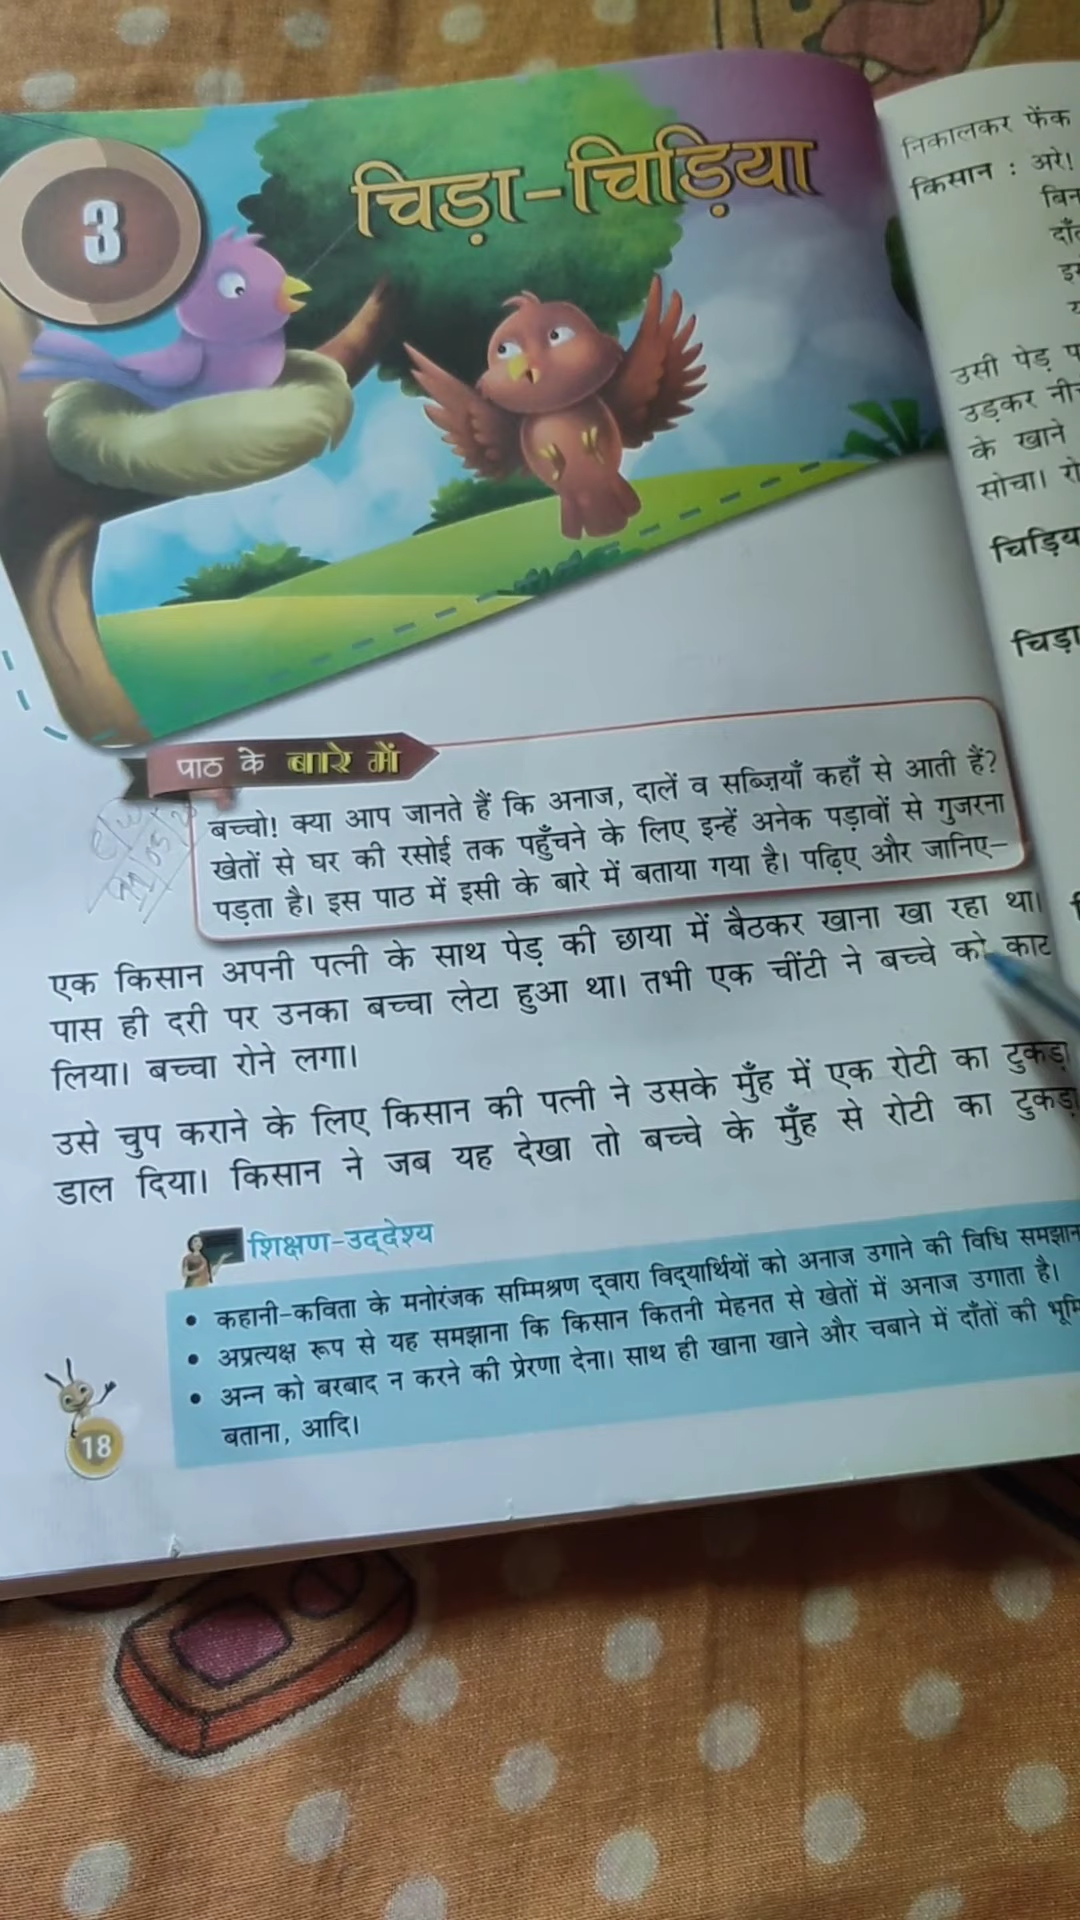 3
चिड़ा-चिड़िया
पाठ के बारे में
बच्चो! क्या आप जानते हैं कि अनाज, दालें व सब्ज़ियाँ कहाँ से आती हैं?
खेतों से घर की रसोई तक पहुँचने के लिए इन्हें अनेक पड़ावों से गुजरना
पड़ता है। इस पाठ में इसी के बारे में बताया गया है। पढ़िए और जानिए–
एक किसान अपनी पत्नी के साथ पेड़ की छाया में बैठकर खाना खा रहा था।
पास ही दरी पर उनका बच्चा लेटा हुआ था। तभी एक चींटी ने बच्चे को काट
लिया। बच्चा रोने लगा।
उसे चुप कराने के लिए किसान की पत्नी ने उसके मुँह में एक रोटी का टुकड़ा
डाल दिया। किसान ने जब यह देखा तो बच्चे के मुँह से रोटी का टुकड़ा
शिक्षण-उद्देश्य
• कहानी-कविता के मनोरंजक सम्मिश्रण द्वारा विद्यार्थियों को अनाज उगाने की विधि समझान
• अप्रत्यक्ष रूप से यह समझाना कि किसान कितनी मेहनत से खेतों में अनाज उगाता है।
• अन्न को बरबाद न करने की प्रेरणा देना। साथ ही खाना खाने और चबाने में दाँतों की
बताना, आदि।
18
निकालकर फेंक
किसान : अरे!
बिन
उसी पेड़ प
उड़कर
के खाने
सोचा।
चिड़िय
चिड़ा